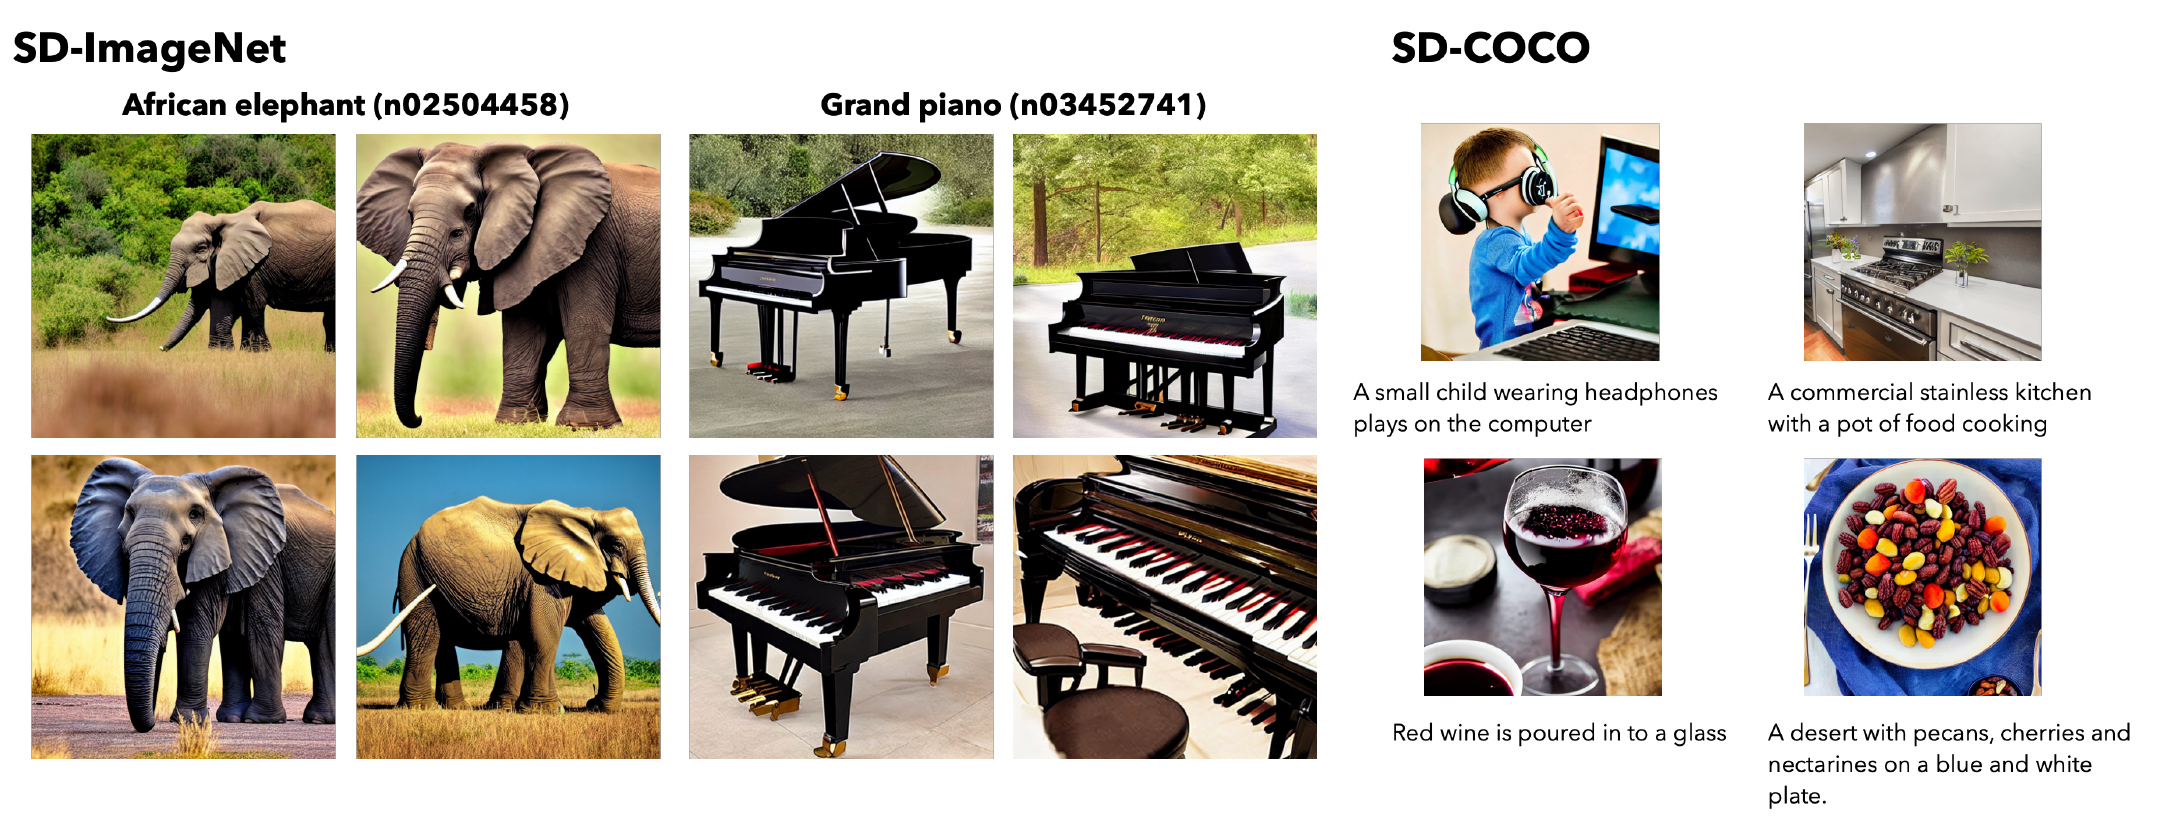 SD-ImageNet
African elephant (n02504458)
Grand piano (n03452741)
SD-COCO
A small child wearing headphones
plays on the computer
A commercial stainless kitchen
with a pot of food cooking
Red wine is poured in to a glass
A desert with pecans, cherries and
nectarines on a blue and white
plate.